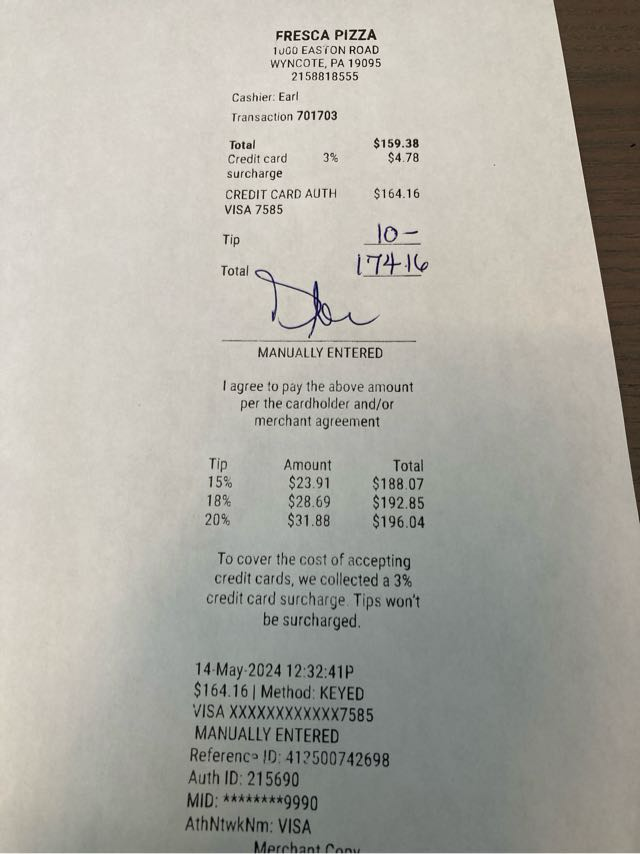 FRESCA PIZZA
1000 EASTON ROAD
WYNCOTE, PA 19095
2158818555
Cashier: Earl
Transaction 701703
Total $159.38
Credit card 3% $4.78
surcharge
CREDIT CARD AUTH $164.16
VISA 7585
Tip 10-
Total 174.16
MANUALLY ENTERED
I agree to pay the above amount
per the cardholder and/or
merchant agreement
Tip Amount Total
15% $23.91 $188.07
18% $28.69 $192.85
20% $31.88 $196.04
To cover the cost of accepting
credit cards, we collected a 3%
credit card surcharge. Tips won't
be surcharged.
14-May-2024 12:32:41P
$164.16 | Method: KEYED
VISA XXXXXXXXXXXX7585
MANUALLY ENTERED
Reference ID: 413500742698
Auth ID: 215690
MID: ********9990
AthNtwkNm: VISA
Merchant Copy